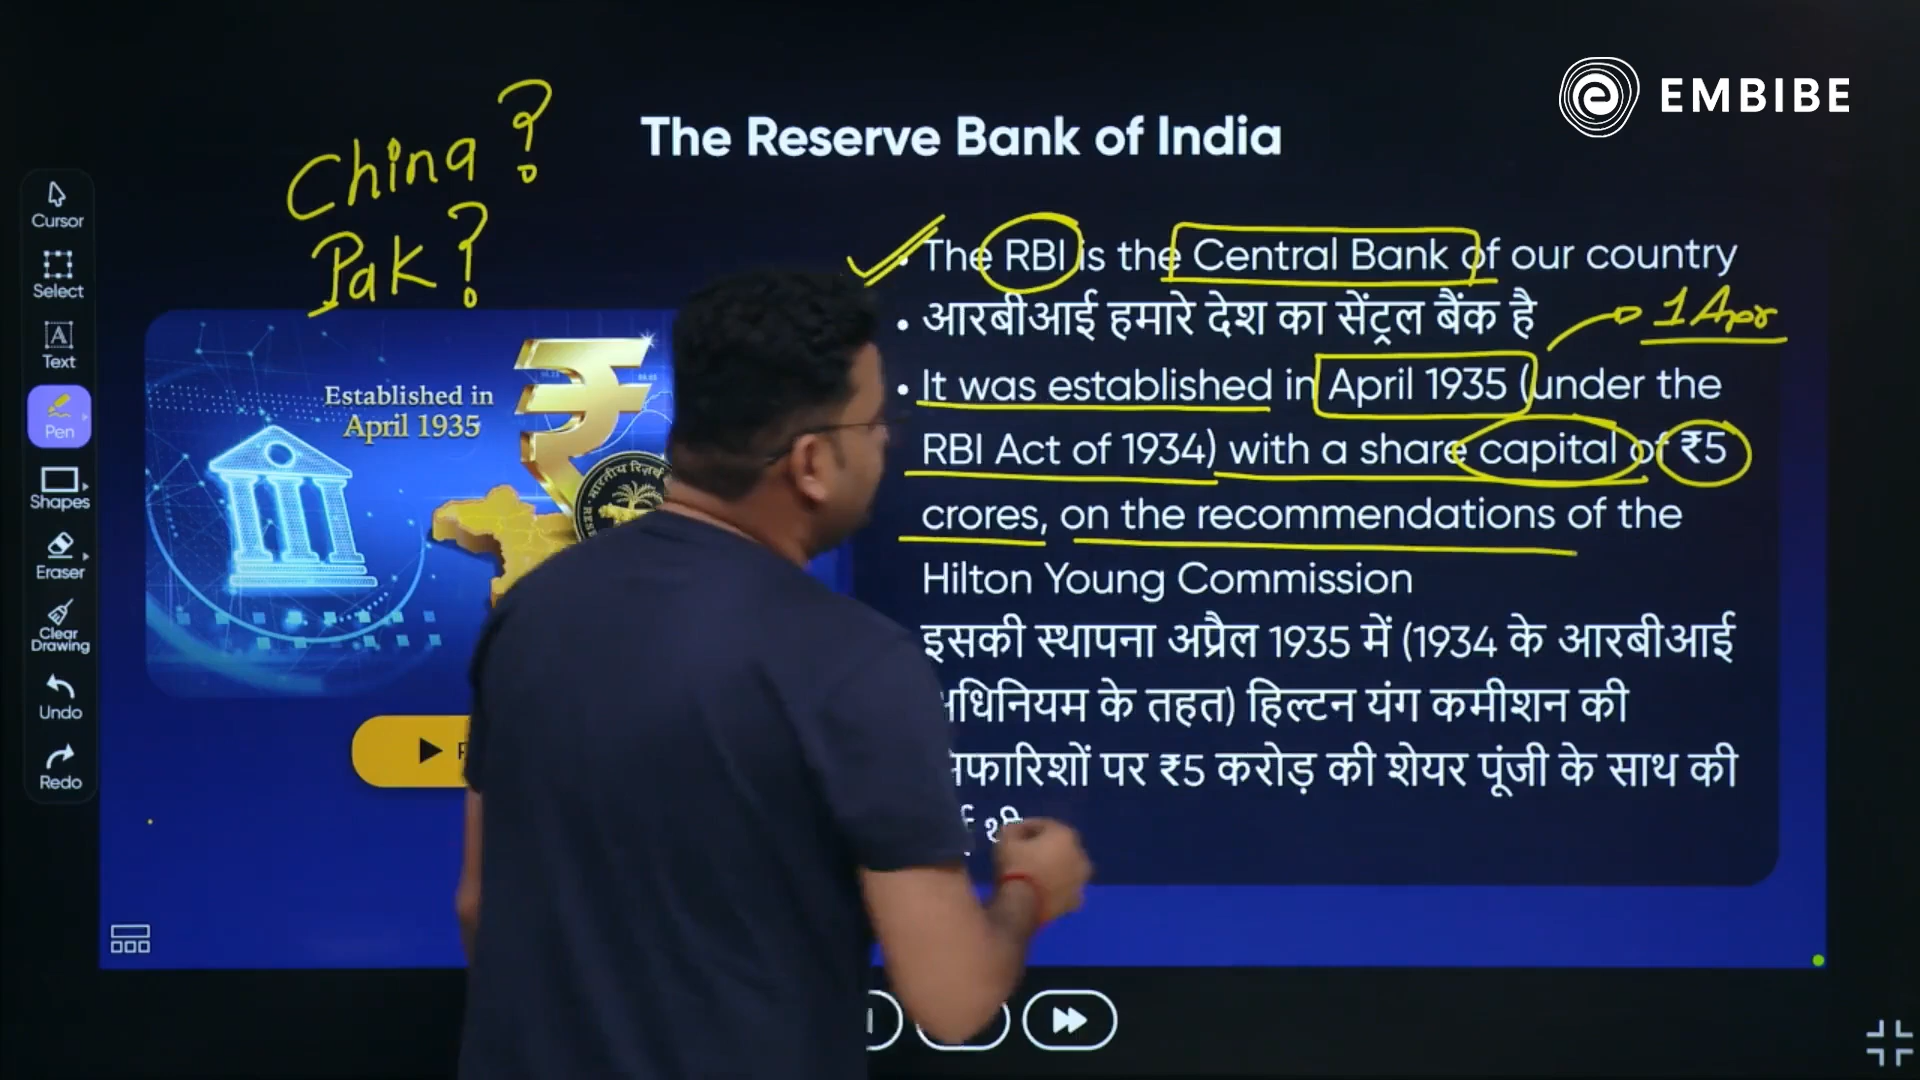 EMBIBE
The Reserve Bank of India
China?
Pak?
Cursor
Select
Text
Pen
Shapes
Eraser
Clear
Drawing
Undo
Redo
Established in
April 1935
• The RBI is the Central Bank of our country
• आरबीआई हमारे देश का सेंट्रल बैंक है
1 Apr
• It was established in April 1935 (under the
RBI Act of 1934) with a share capital of ₹5
crores, on the recommendations of the
Hilton Young Commission
इसकी स्थापना अप्रैल 1935 में (1934 के आरबीआई
के तहत) हिल्टन यंग कमीशन की
पर ₹5 करोड़ की शेयर पूंजी के साथ की
थी